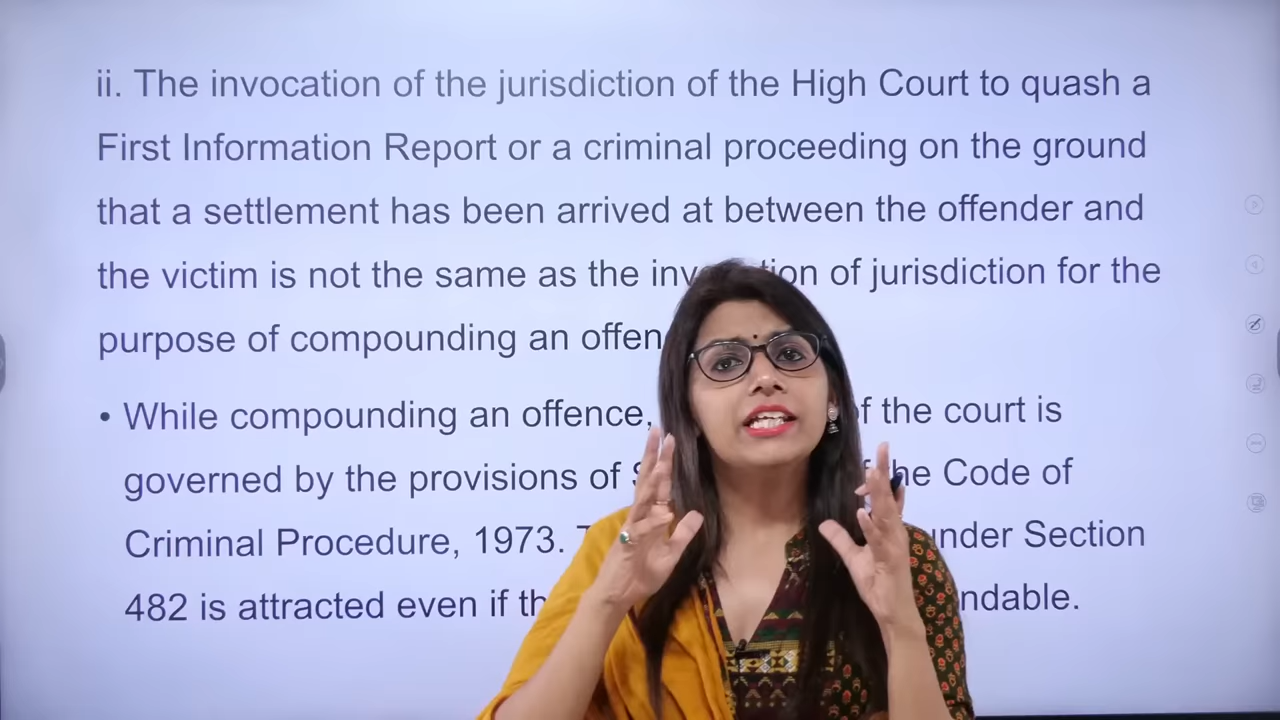 ii. The invocation of the jurisdiction of the High Court to quash a
First Information Report or a criminal proceeding on the ground
that a settlement has been arrived at between the offender and
the victim is not the same as the inv tion of jurisdiction for the
purpose of compounding an offen
• While compounding an offence, of the court is
governed by the provisions of the Code of
Criminal Procedure, 1973. under Section
482 is attracted even if th ndable.